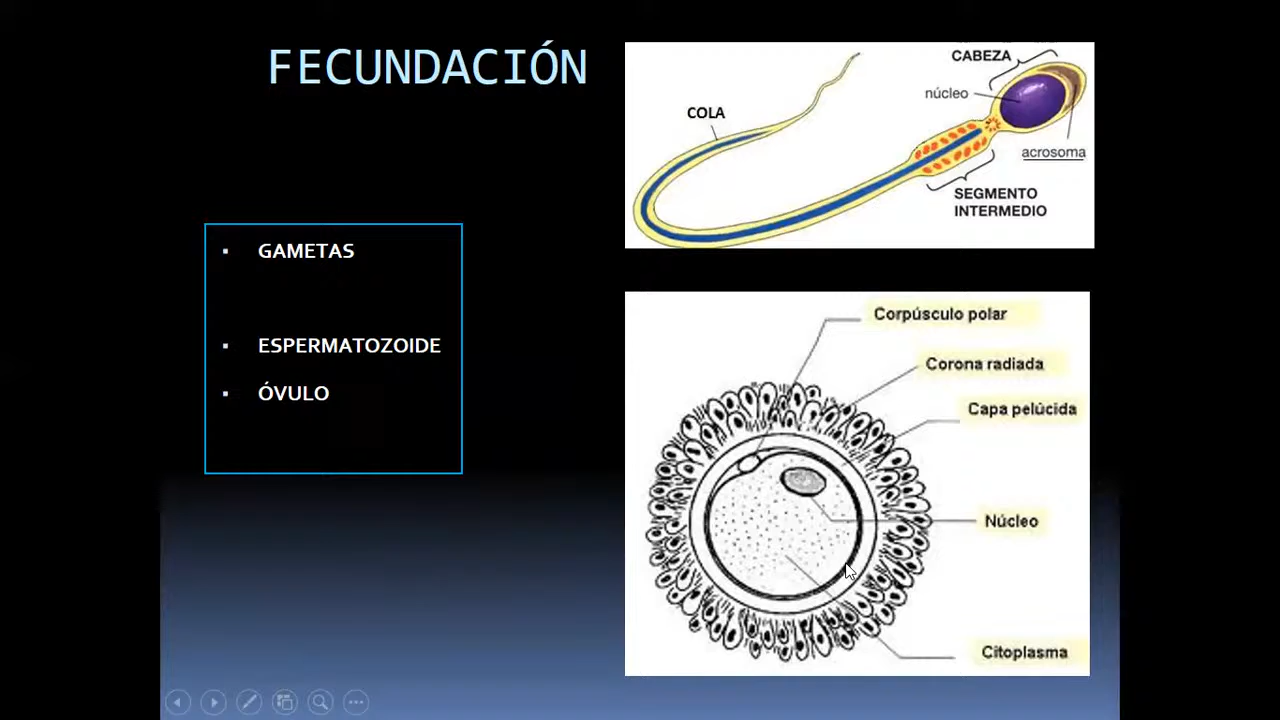 FECUNDACIÓN
▪ GAMETAS
▪ ESPERMATOZOIDE
▪ ÓVULO
CABEZA
núcleo
COLA
acrosoma
SEGMENTO
INTERMEDIO
Corpúsculo polar
Corona radiada
Capa pelúcida
Núcleo
Citoplasma